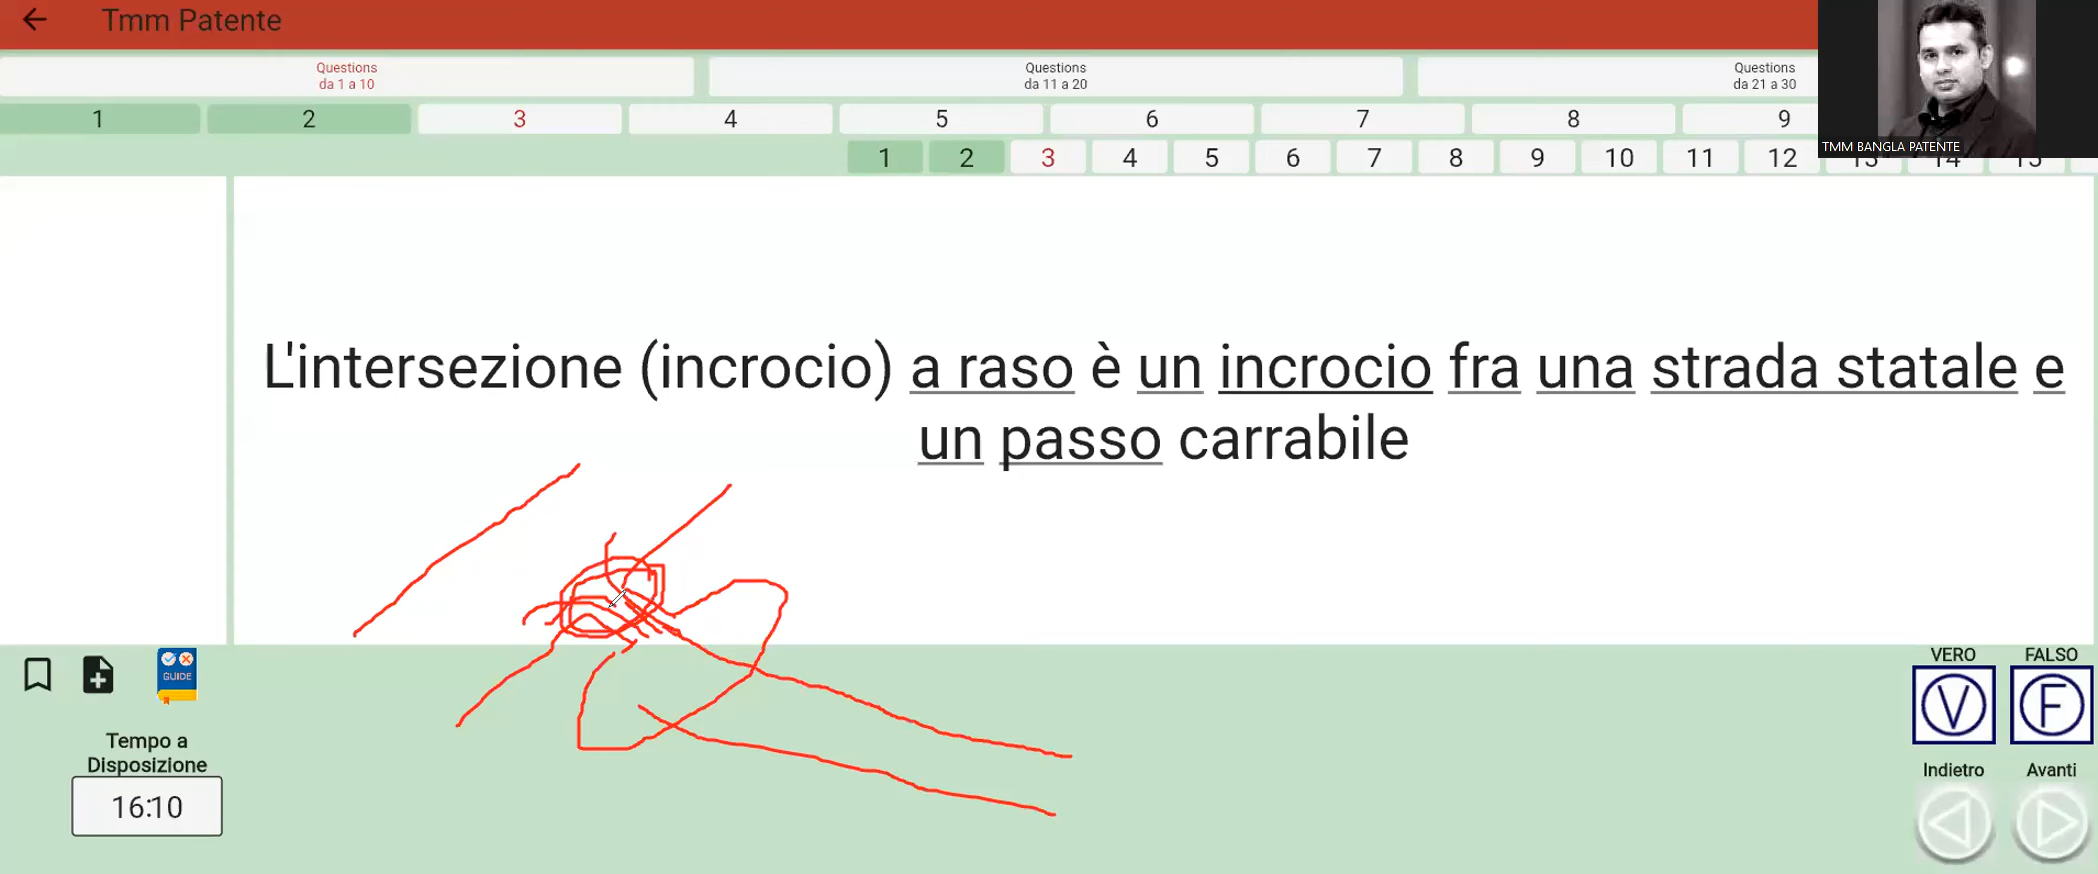 Tmm Patente
Questions
da 1 a 10
Questions
da 11 a 20
Questions
da 21 a 30
1 2 3 4 5 6 7 8 9
1 2 3 4 5 6 7 8 9 10 11 12 13 14 15
TMM BANGLA PATENTE
L'intersezione (incrocio) a raso è un incrocio fra una strada statale e
un passo carrabile
GUIDE
Tempo a
Disposizione
16:10
VERO FALSO
V F
Indietro Avanti